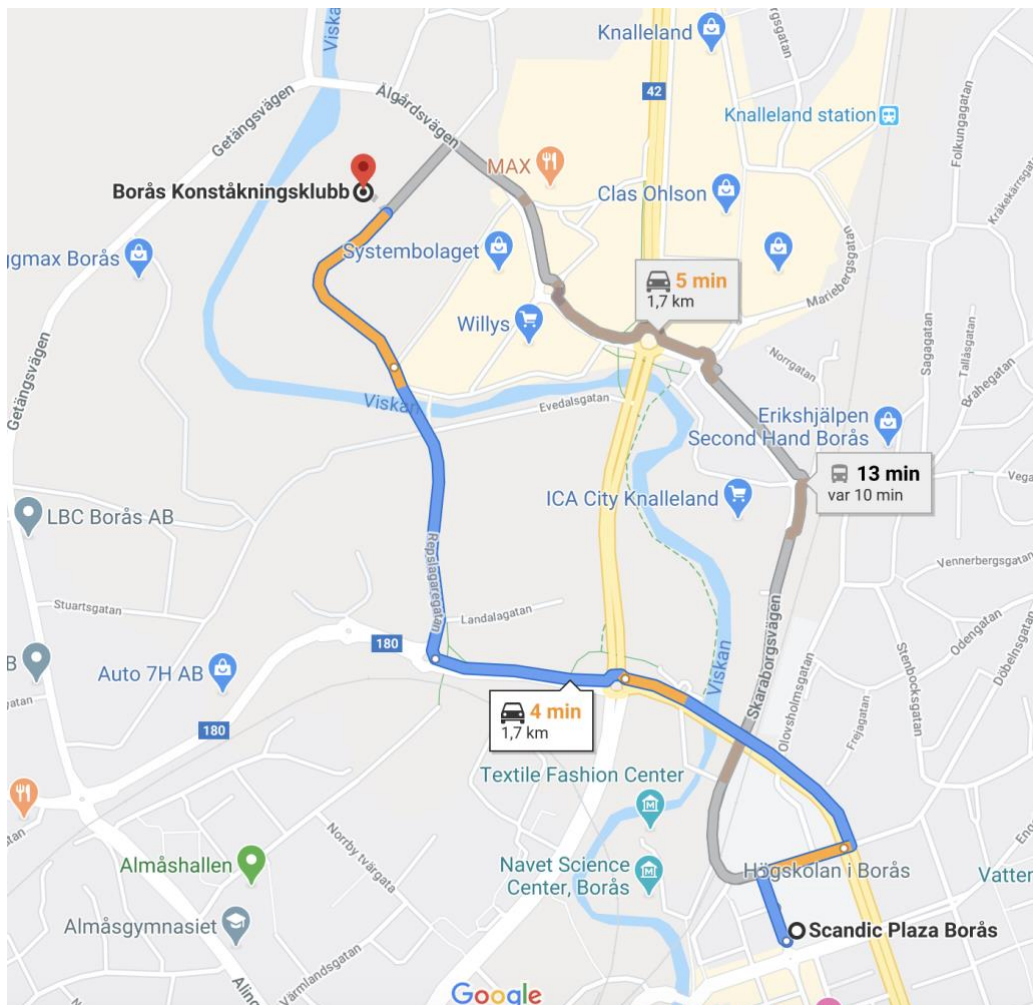 Viskan
Knalleland
42
Älgårdsvägen
Getängsvägen
Knalleland station
Folkungagatan
MAX
Borås Konståkningsklubb
Clas Ohlson
Systembolaget
Mariebergsgatan
Sagagatan
Tallåsgatan
Brahegatan
5 min
1,7 km
Willys
Norrgatan
Getängsvägen
Viskan
Evedalsgatan
Erikshjälpen
Second Hand Borås
13 min
var 10 min
ICA City Knalleland
LBC Borås AB
Repslagaregatan
Vennerbergsgatan
Stuartsgatan
Landalagatan
180
Auto 7H AB
180
Viskan
Skaraborgsvägen
Olovsholmsgatan
Frejagatan
Stenbocksgatan
Odengatan
Döbelnsgatan
4 min
1,7 km
Textile Fashion Center
Norrby tvärgata
Almåshallen
Navet Science
Center, Borås
Högskolan i Borås
Almåsgymnasiet
Scandic Plaza Borås
Värmlandsgatan
Google